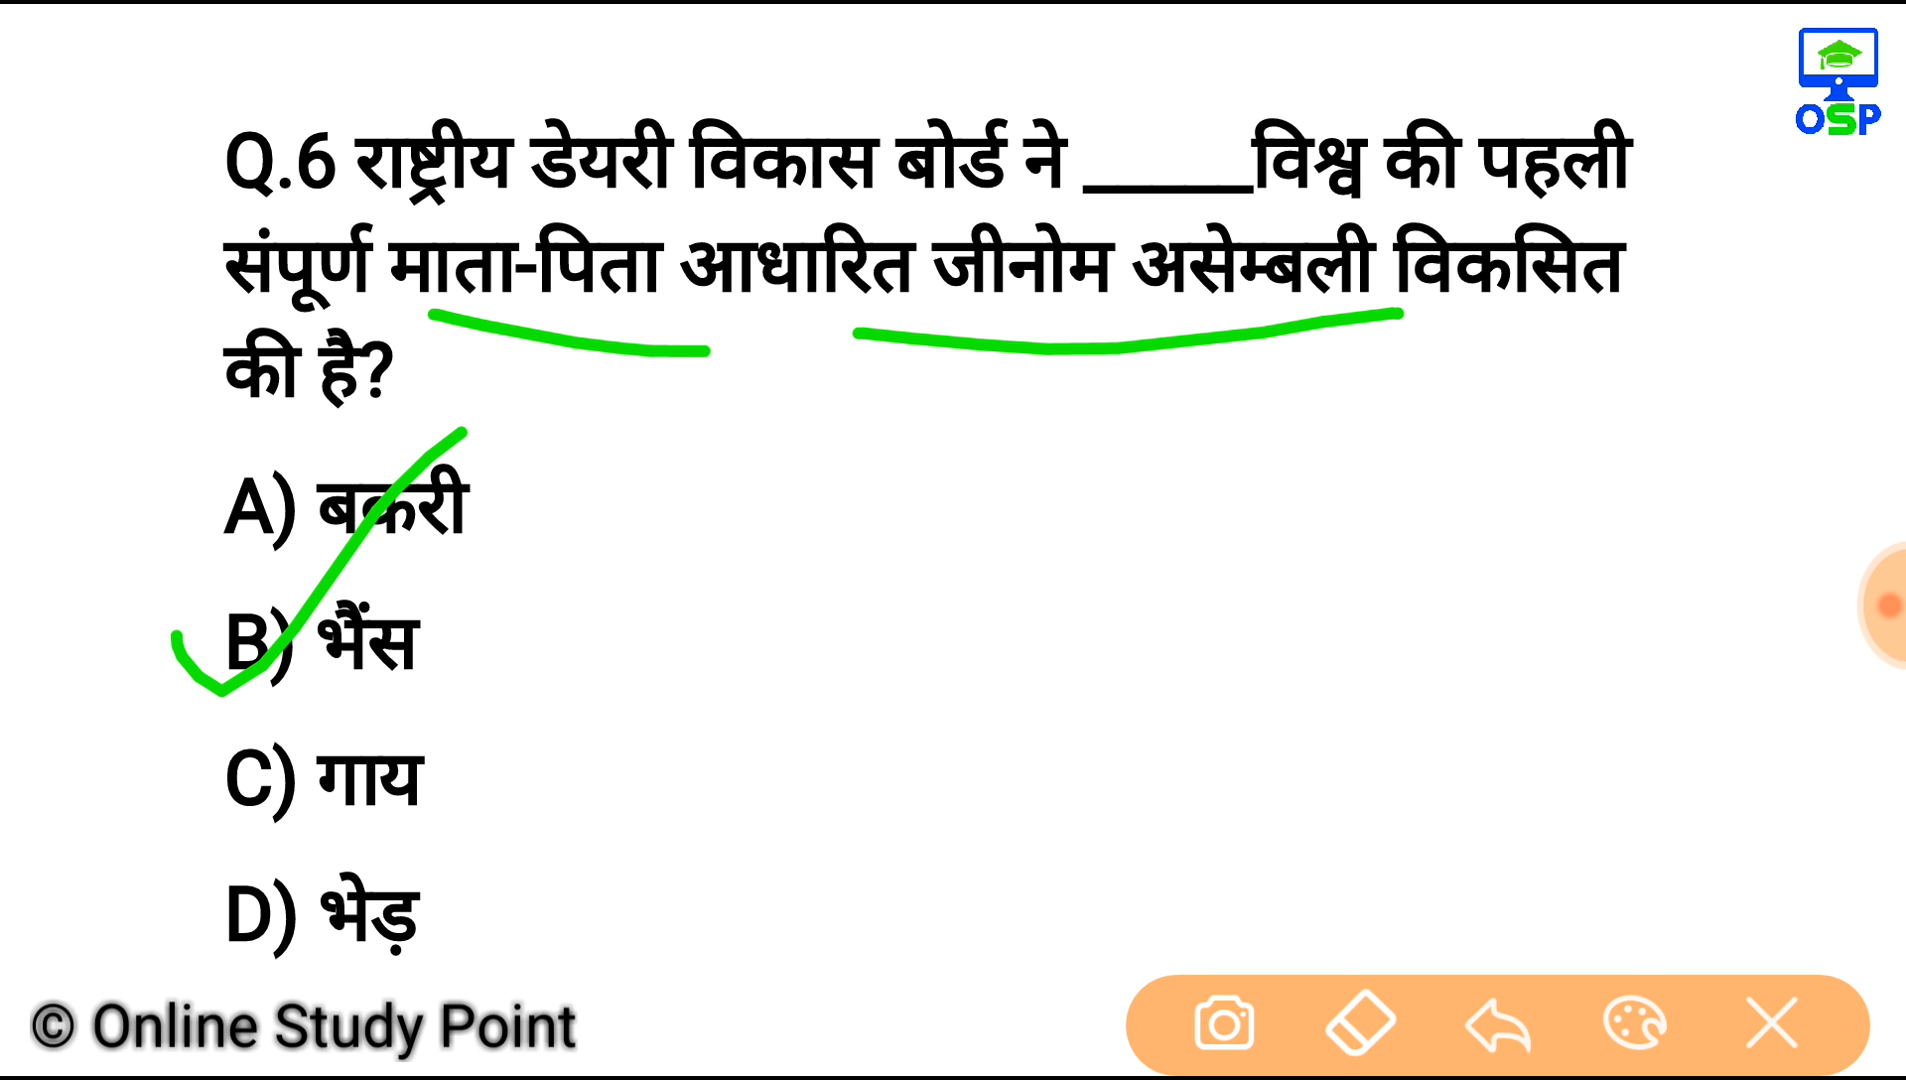 OSP
Q.6 राष्ट्रीय डेयरी विकास बोर्ड ने _____विश्व की पहली
संपूर्ण माता-पिता आधारित जीनोम असेम्बली विकसित
की है?
A) बकरी
B) भैंस
C) गाय
D) भेड़
© Online Study Point